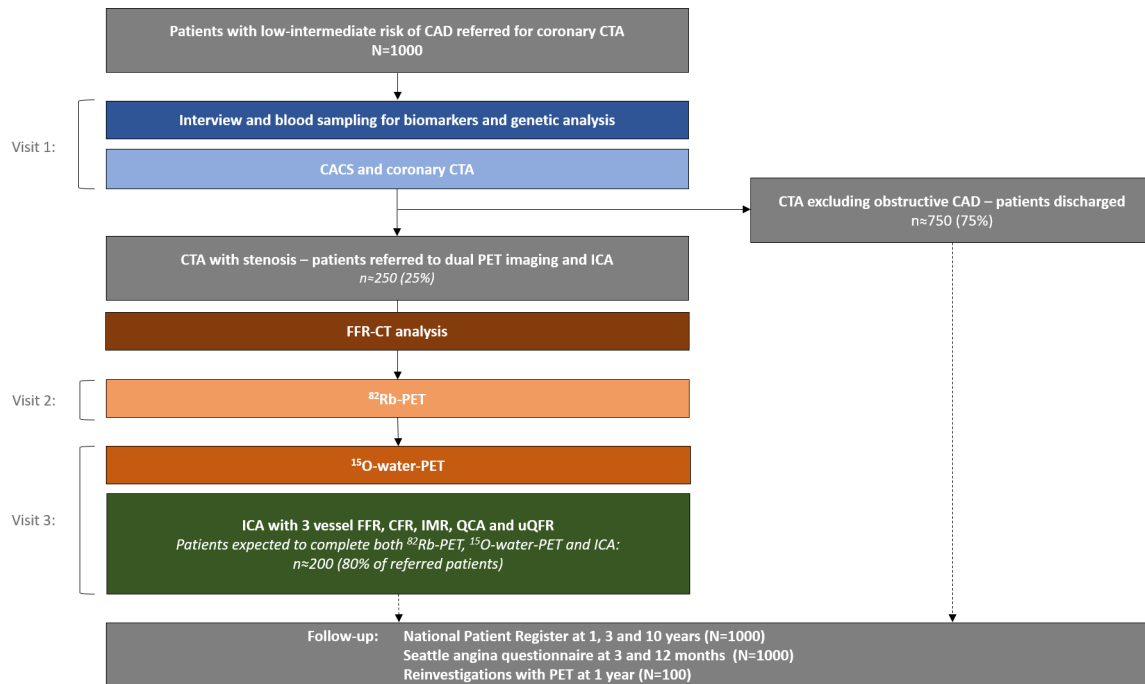 Patients with low-intermediate risk of CAD referred for coronary CTA
N=1000
Visit 1:
Interview and blood sampling for biomarkers and genetic analysis
CACS and coronary CTA
CTA excluding obstructive CAD – patients discharged
n≈750 (75%)
CTA with stenosis – patients referred to dual PET imaging and ICA
n≈250 (25%)
FFR-CT analysis
Visit 2:
⁸²Rb-PET
¹⁵O-water-PET
Visit 3:
ICA with 3 vessel FFR, CFR, IMR, QCA and uQFR
Patients expected to complete both ⁸²Rb-PET, ¹⁵O-water-PET and ICA:
n≈200 (80% of referred patients)
Follow-up: National Patient Register at 1, 3 and 10 years (N=1000)
Seattle angina questionnaire at 3 and 12 months (N=1000)
Reinvestigations with PET at 1 year (N=100)